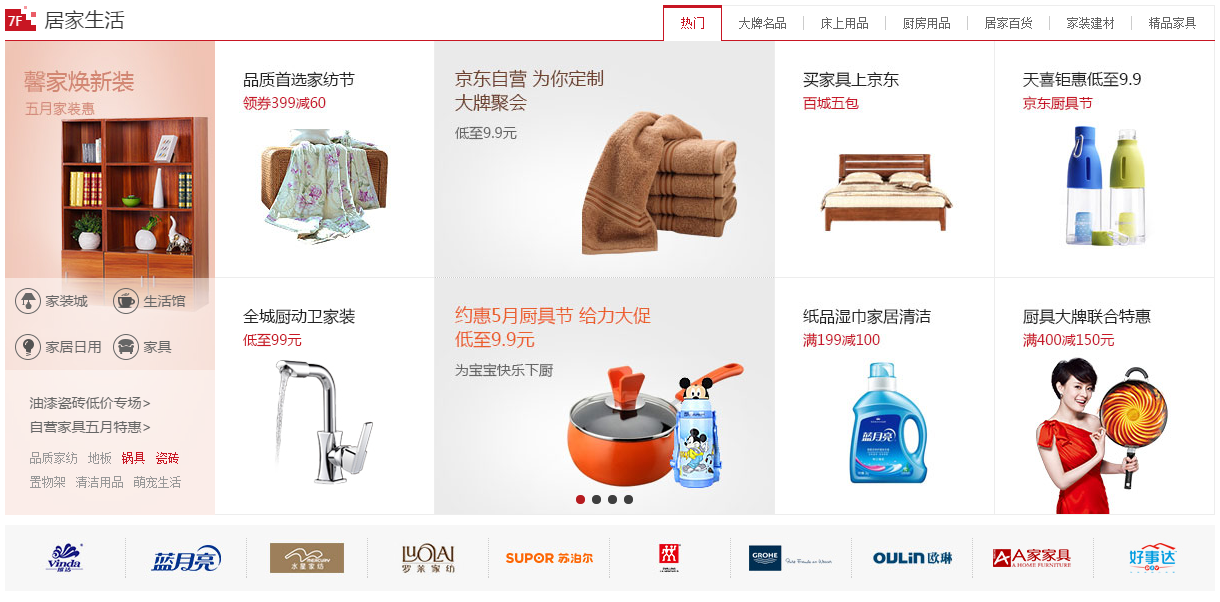 7F 居家生活
热门 大牌名品 床上用品 厨房用品 居家百货 家装建材 精品家具
馨家焕新装
五月家装惠
家装城 生活馆
家居日用 家具
油漆瓷砖低价专场>
自营家具五月特惠>
品质家纺 地板 锅具 瓷砖
置物架 清洁用品 萌宠生活
品质首选家纺节
领券399减60
京东自营 为你定制
大牌聚会
低至9.9元
买家具上京东
百城五包
天喜钜惠低至9.9
京东厨具节
全城厨动卫家装
低至99元
约惠5月厨具节 给力大促
低至9.9元
为宝宝快乐下厨
纸品湿巾家居清洁
满199减100
蓝月亮
厨具大牌联合特惠
满400减150元
Vinda
维达
蓝月亮
水星家纺
LUOLAI
罗莱家纺
SUPOR 苏泊尔
GROHE
OULIN 欧琳
A家家具
A HOME FURNITURE
好事达